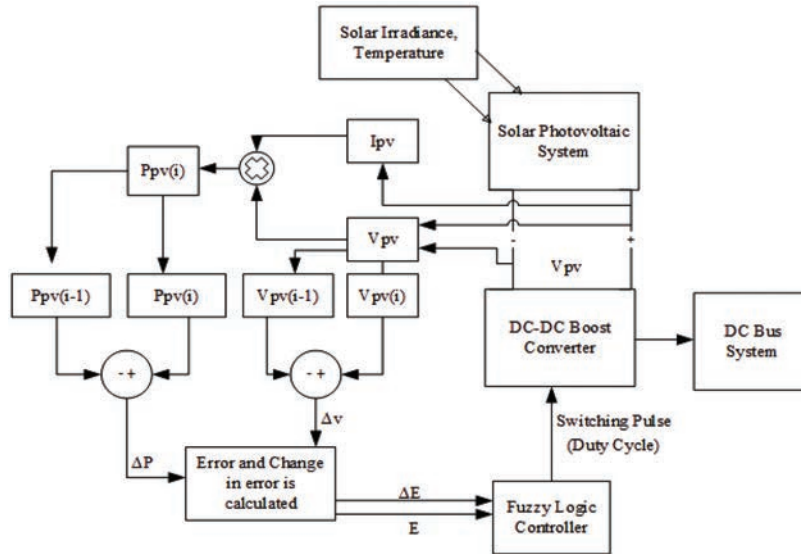 Solar Irradiance,
Temperature
Solar Photovoltaic
System
Ipv
Ppv(i)
Vpv
- +
Vpv
Ppv(i-1)
Ppv(i)
Vpv(i-1)
Vpv(i)
DC-DC Boost
Converter
DC Bus
System
- +
- +
Δv
Switching Pulse
(Duty Cycle)
ΔP
Error and Change
in error is
calculated
ΔE
E
Fuzzy Logic
Controller